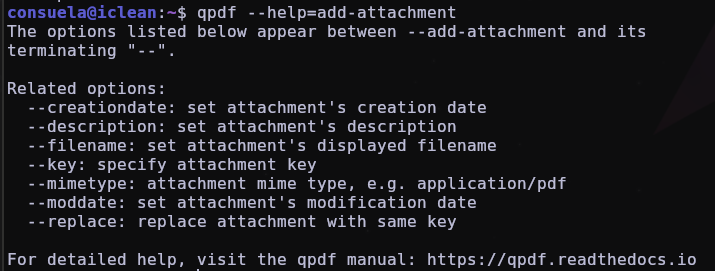 consuela@iclean:~$ qpdf --help=add-attachment
The options listed below appear between --add-attachment and its
terminating "--".

Related options:
  --creationdate: set attachment's creation date
  --description: set attachment's description
  --filename: set attachment's displayed filename
  --key: specify attachment key
  --mimetype: attachment mime type, e.g. application/pdf
  --moddate: set attachment's modification date
  --replace: replace attachment with same key

For detailed help, visit the qpdf manual: https://qpdf.readthedocs.io